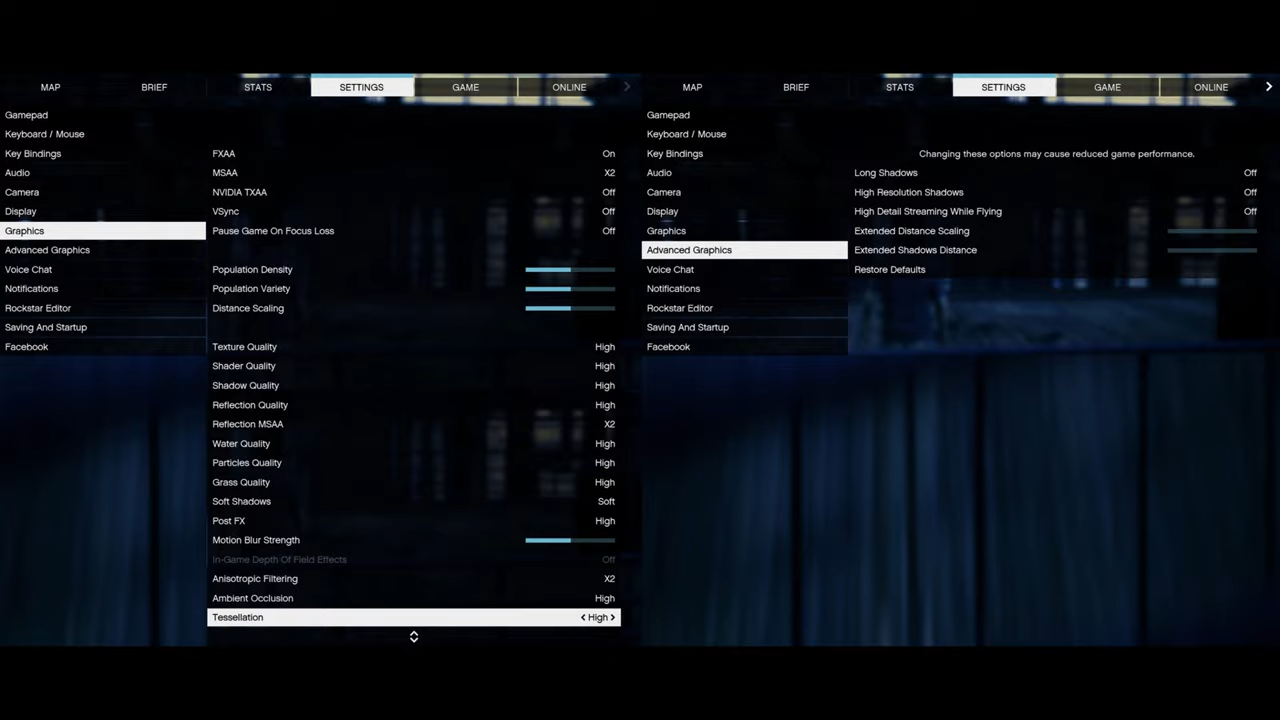 MAP BRIEF STATS SETTINGS GAME ONLINE
Gamepad
Keyboard / Mouse
Key Bindings
Audio
Camera
Display
Graphics
Advanced Graphics
Voice Chat
Notifications
Rockstar Editor
Saving And Startup
Facebook
FXAA On
MSAA X2
NVIDIA TXAA Off
VSync Off
Pause Game On Focus Loss Off
Population Density
Population Variety
Distance Scaling
Texture Quality High
Shader Quality High
Shadow Quality High
Reflection Quality High
Reflection MSAA X2
Water Quality High
Particles Quality High
Grass Quality High
Soft Shadows Soft
Post FX High
Motion Blur Strength
In-Game Depth Of Field Effects Off
Anisotropic Filtering X2
Ambient Occlusion High
Tessellation High
MAP BRIEF STATS SETTINGS GAME ONLINE
Gamepad
Keyboard / Mouse
Key Bindings
Audio
Camera
Display
Graphics
Advanced Graphics
Voice Chat
Notifications
Rockstar Editor
Saving And Startup
Facebook
Changing these options may cause reduced game performance.
Long Shadows Off
High Resolution Shadows Off
High Detail Streaming While Flying Off
Extended Distance Scaling
Extended Shadows Distance
Restore Defaults